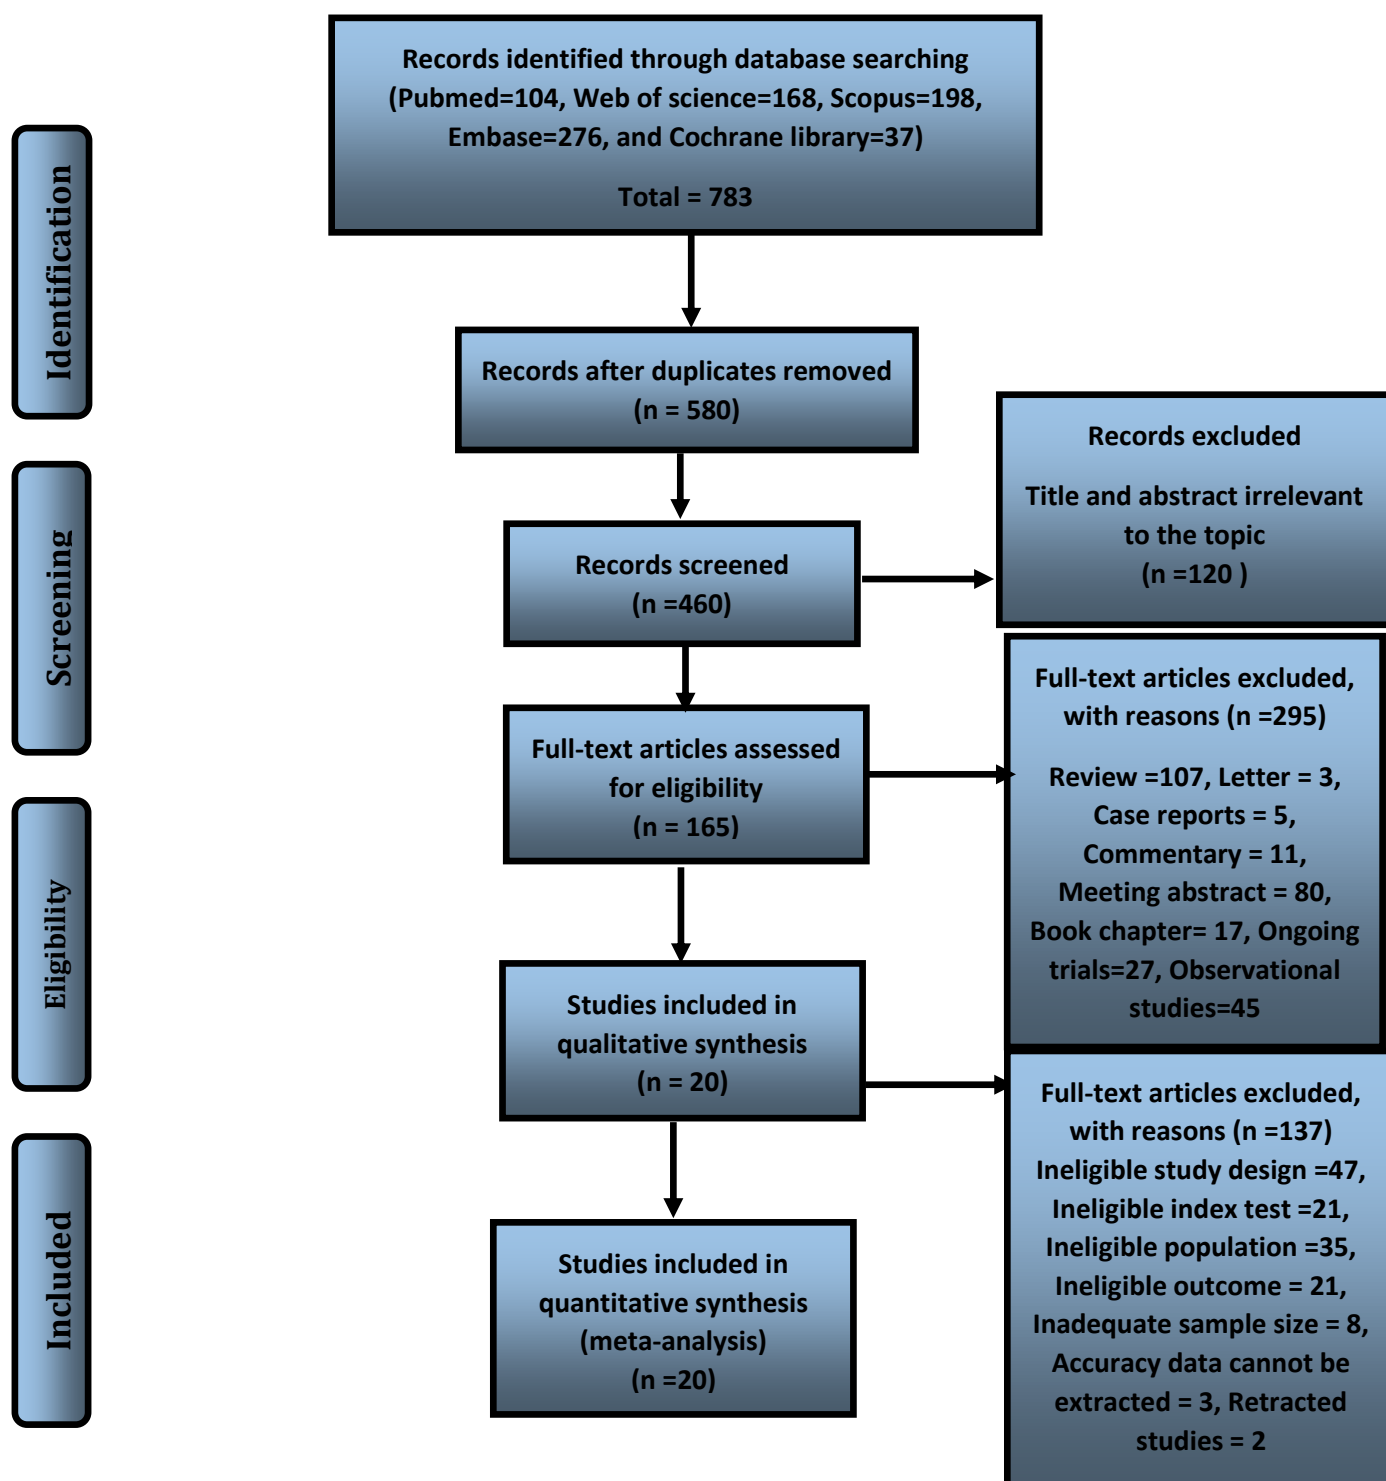 Records identified through database searching
(Pubmed=104, Web of science=168, Scopus=198,
Embase=276, and Cochrane library=37)
Total = 783
Identification
Records after duplicates removed
(n = 580)
Records excluded
Title and abstract irrelevant
to the topic
(n =120 )
Screening
Records screened
(n =460)
Full-text articles excluded,
with reasons (n =295)
Review =107, Letter = 3,
Case reports = 5,
Commentary = 11,
Meeting abstract = 80,
Book chapter= 17, Ongoing
trials=27, Observational
studies=45
Full-text articles assessed
for eligibility
(n = 165)
Eligibility
Studies included in
qualitative synthesis
(n = 20)
Full-text articles excluded,
with reasons (n =137)
Ineligible study design =47,
Ineligible index test =21,
Ineligible population =35,
Ineligible outcome = 21,
Inadequate sample size = 8,
Accuracy data cannot be
extracted = 3, Retracted
studies = 2
Included
Studies included in
quantitative synthesis
(meta-analysis)
(n =20)